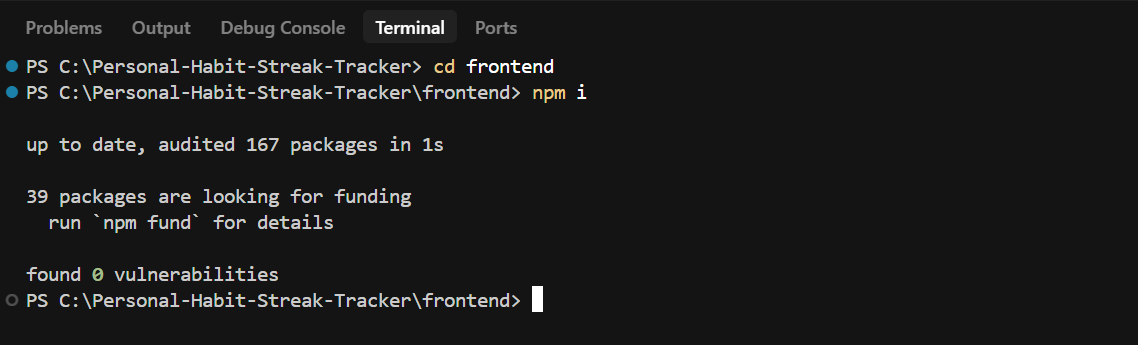 Problems Output Debug Console Terminal Ports
PS C:\Personal-Habit-Streak-Tracker> cd frontend
PS C:\Personal-Habit-Streak-Tracker\frontend> npm i
up to date, audited 167 packages in 1s
39 packages are looking for funding
  run `npm fund` for details
found 0 vulnerabilities
PS C:\Personal-Habit-Streak-Tracker\frontend>